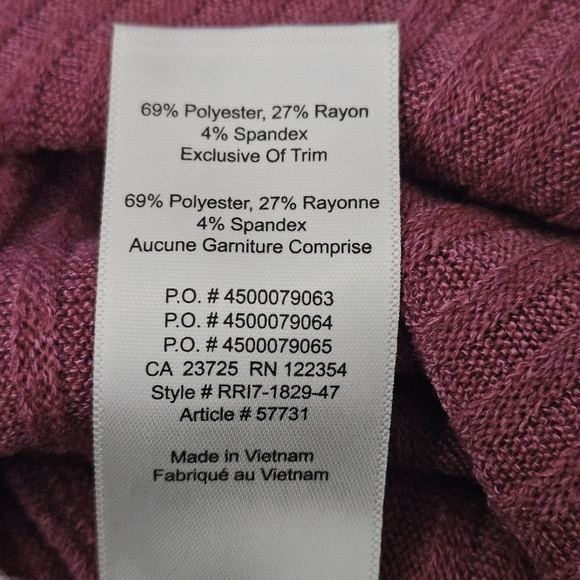 69% Polyester, 27% Rayon
4% Spandex
Exclusive Of Trim
69% Polyester, 27% Rayonne
4% Spandex
Aucune Garniture Comprise
P.O. # 4500079063
P.O. # 4500079064
P.O. # 4500079065
CA 23725 RN 122354
Style # RRI7-1829-47
Article # 57731
Made in Vietnam
Fabriqué au Vietnam